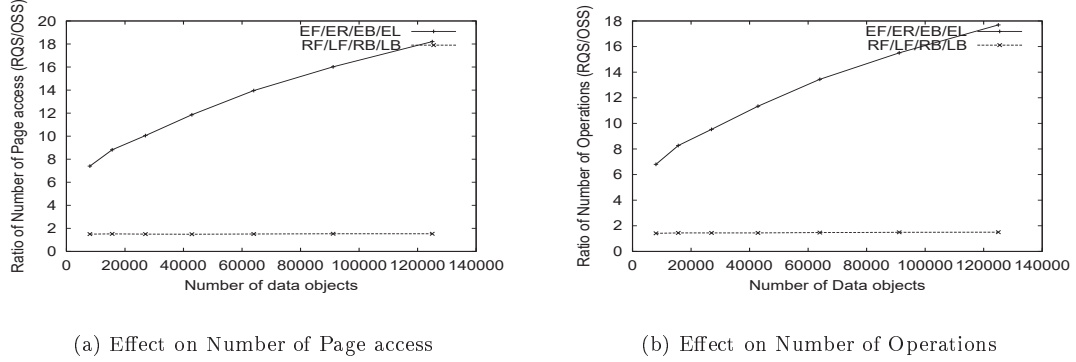 Ratio of Number of Page access (RQS/OSS)
20
18
16
14
12
10
8
6
4
2
0
EF/ER/EB/EL
RF/LF/RB/LB
0 20000 40000 60000 80000 100000 120000 140000
Number of data objects
(a) Effect on Number of Page access
Ratio of Number of Operations (RQS/OSS)
18
16
14
12
10
8
6
4
2
0
EF/ER/EB/EL
RF/LF/RB/LB
0 20000 40000 60000 80000 100000 120000 140000
Number of Data objects
(b) Effect on Number of Operations